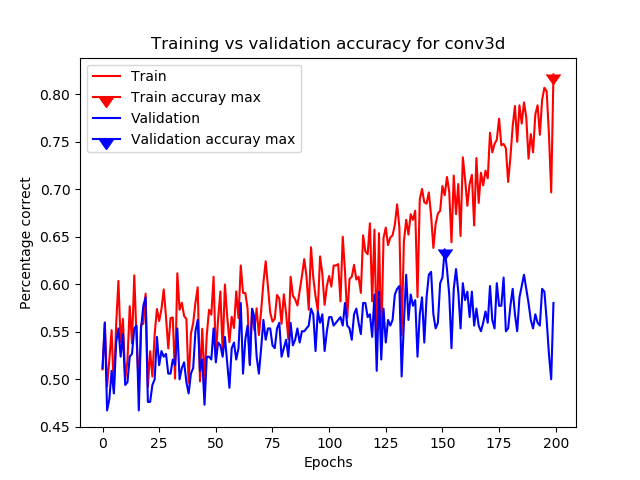 Training vs validation accuracy for conv3d
Train
Train accuray max
Validation
Validation accuray max
Percentage correct
0.80
0.75
0.70
0.65
0.60
0.55
0.50
0.45
0 25 50 75 100 125 150 175 200
Epochs